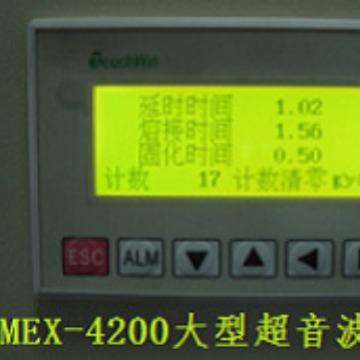 TouchWin
延时时间 1.02
熔接时间 1.56
固化时间 0.50
计数 17 计数清零
ESC ALM
MEX-4200大型超音波